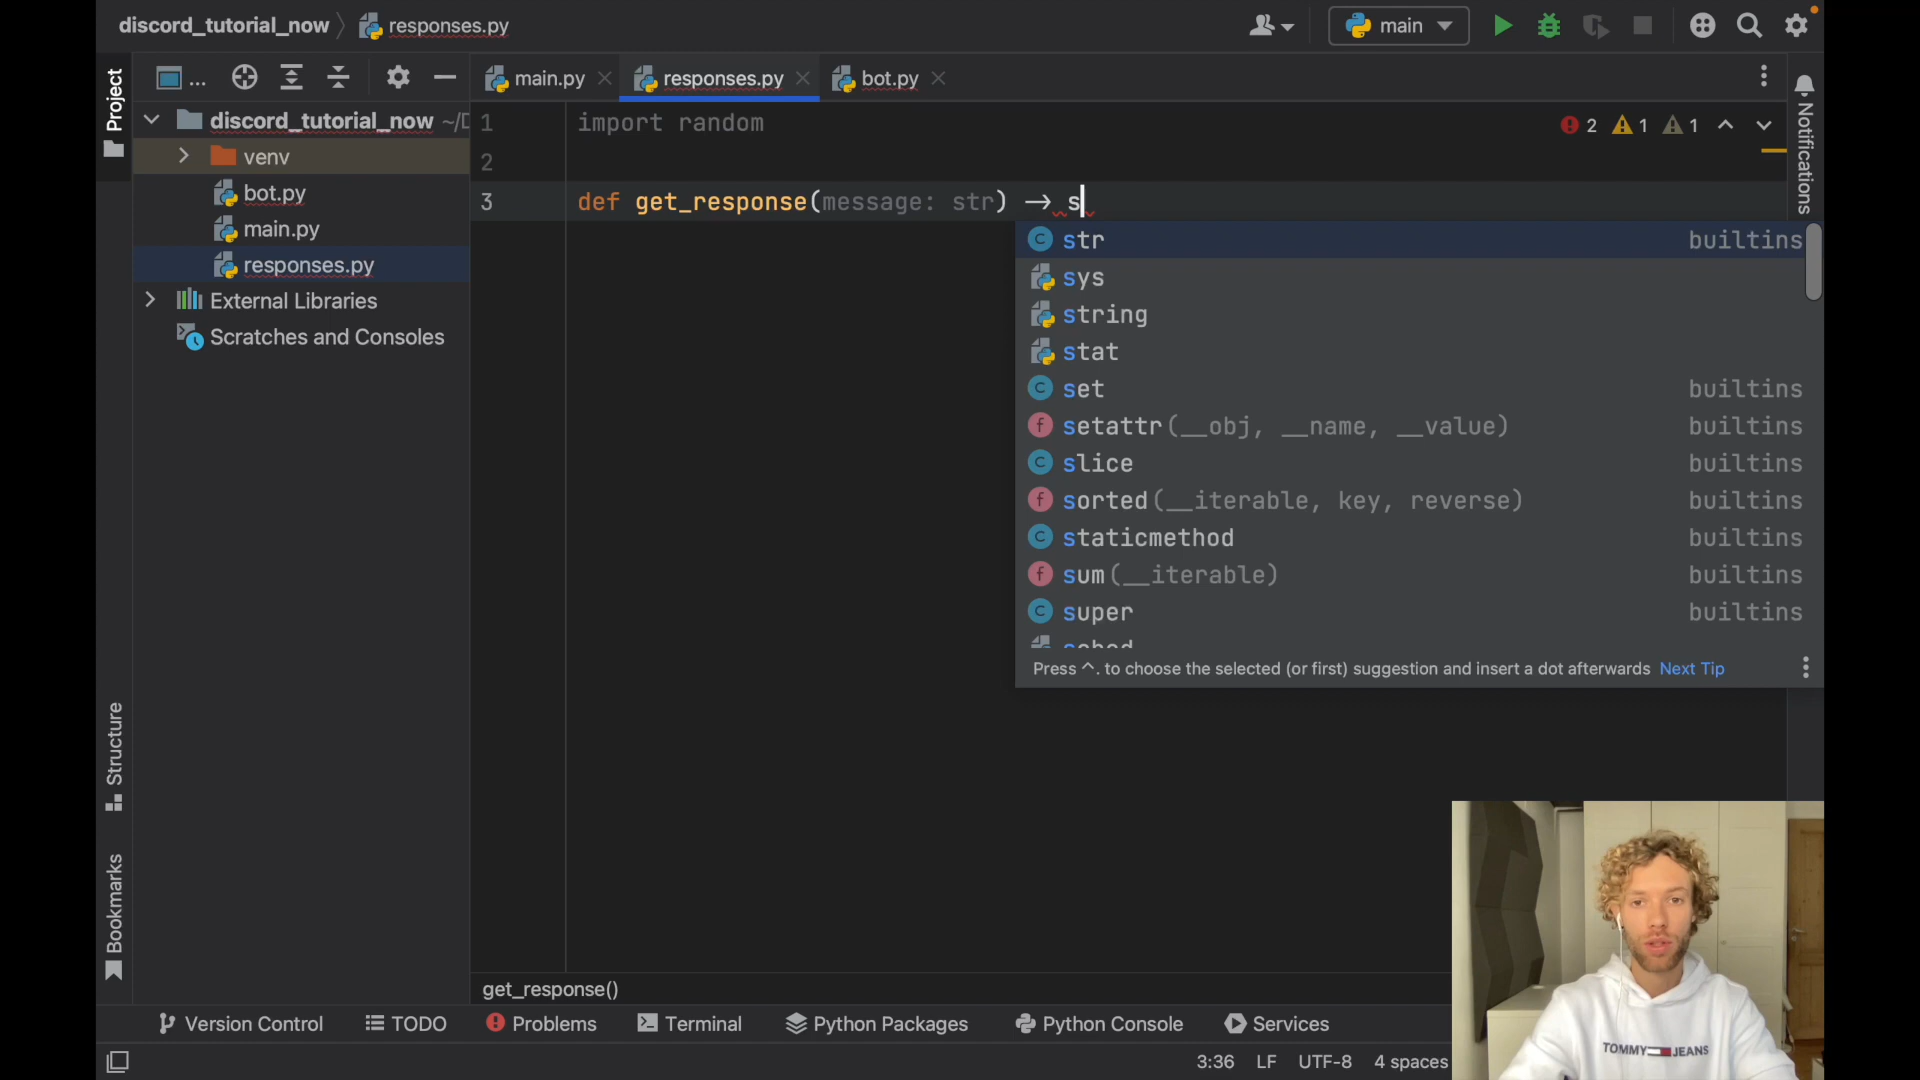 discord_tutorial_now
responses.py
main
Project
...
main.py
responses.py
bot.py
Notifications
discord_tutorial_now ~/D
venv
bot.py
main.py
responses.py
External Libraries
Scratches and Consoles
1 import random
2
3 def get_response(message: str) -> s
2 1 1
str builtins
sys
string
stat
set builtins
setattr(__obj, __name, __value) builtins
slice builtins
sorted(__iterable, key, reverse) builtins
staticmethod builtins
sum(__iterable) builtins
super builtins
Press ^. to choose the selected (or first) suggestion and insert a dot afterwards Next Tip
Structure
Bookmarks
get_response()
Version Control
TODO
Problems
Terminal
Python Packages
Python Console
Services
3:36 LF UTF-8 4 spaces
TOMMY JEANS